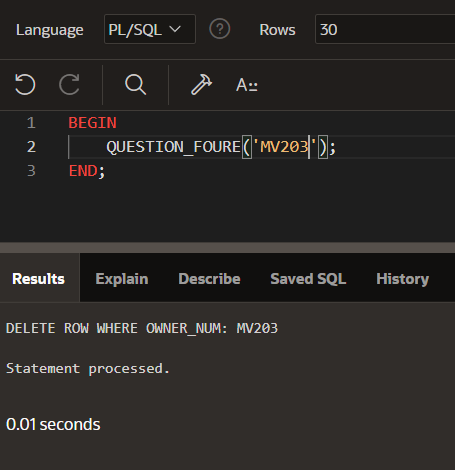 Language PL/SQL ? Rows 30
A::
1 BEGIN
2 QUESTION_FOURE('MV203');
3 END;
Results Explain Describe Saved SQL History
DELETE ROW WHERE OWNER_NUM: MV203
Statement processed.
0.01 seconds